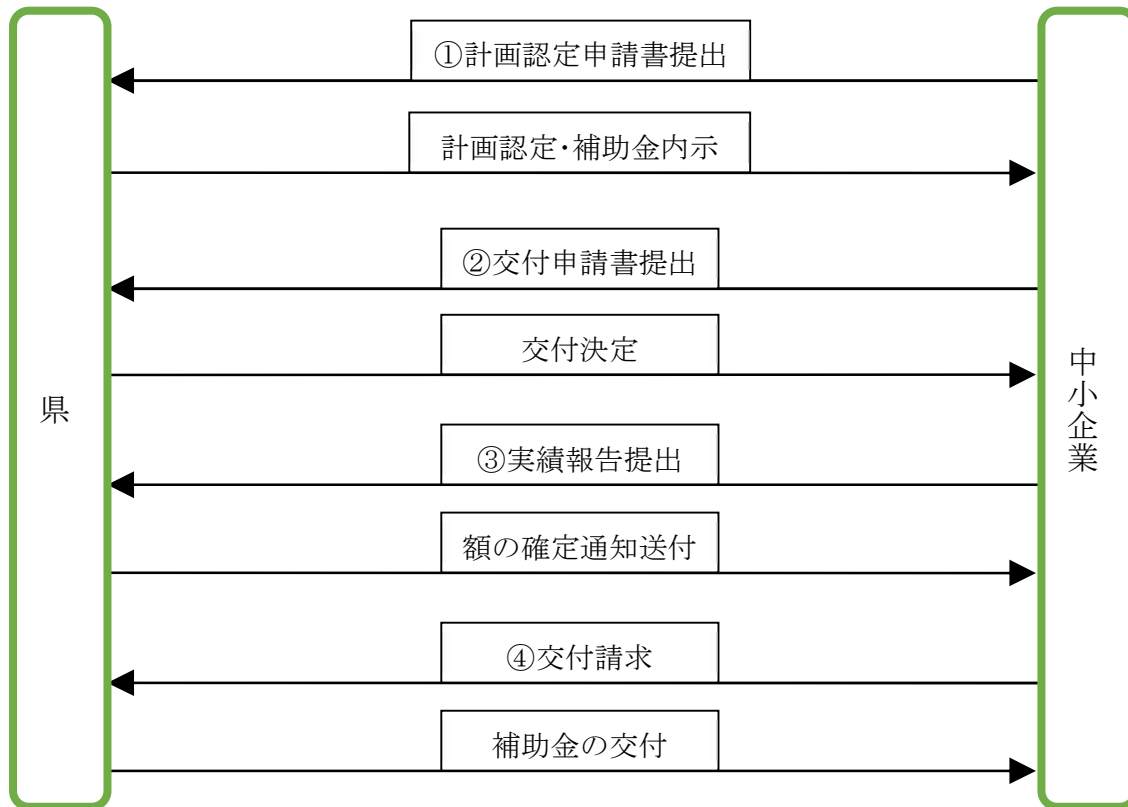 ①計画認定申請書提出
計画認定・補助金内示
②交付申請書提出
交付決定
県
中小企業
③実績報告提出
額の確定通知送付
④交付請求
補助金の交付